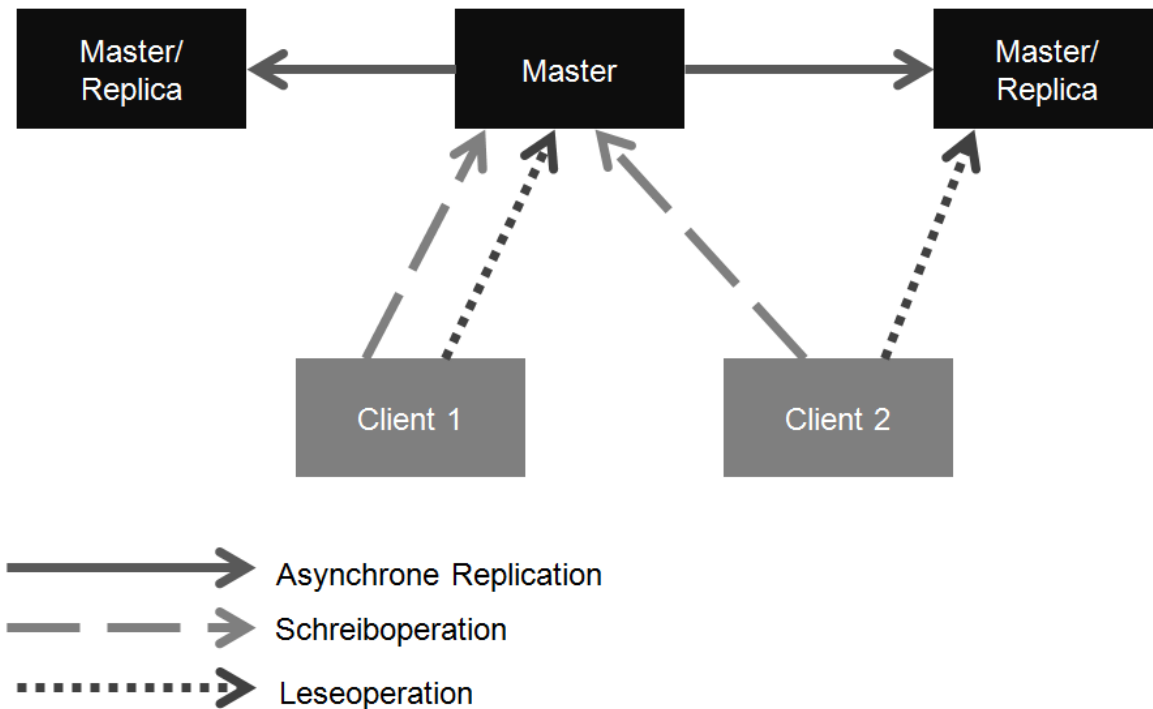 Master/
Replica
Master
Master/
Replica
Client 1
Client 2
Asynchrone Replication
Schreiboperation
Leseoperation